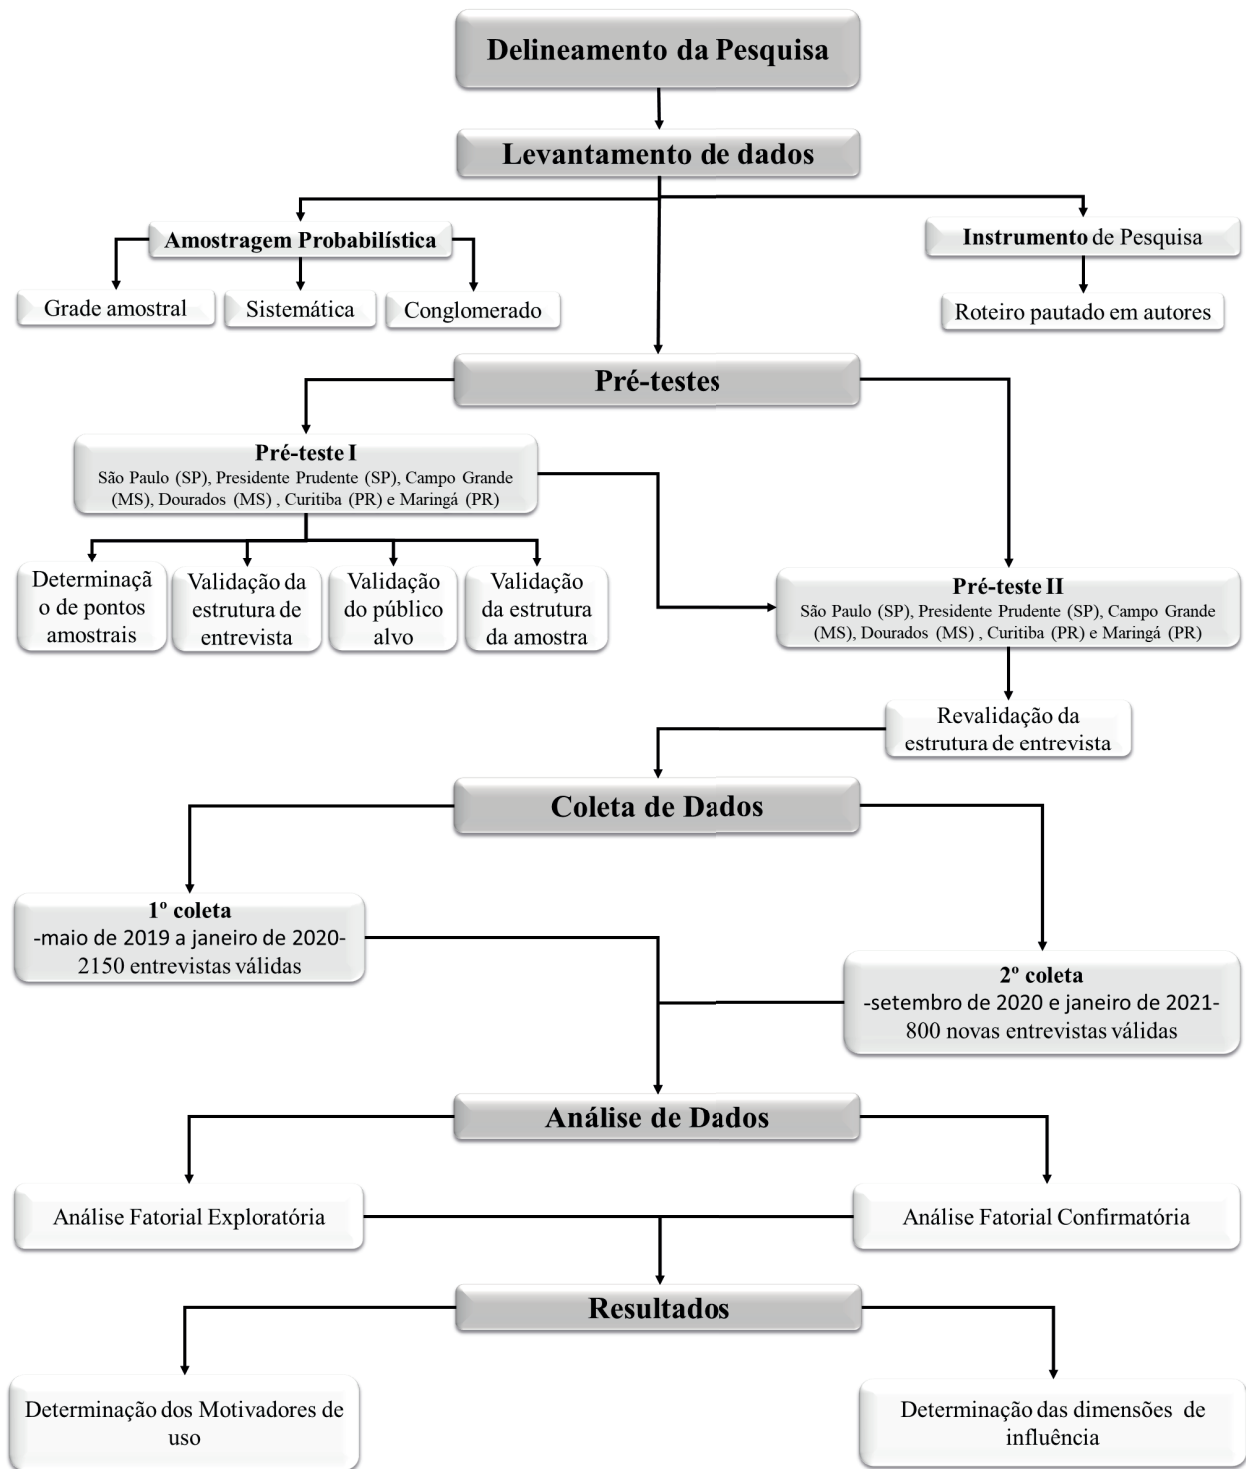 Delineamento da Pesquisa
Levantamento de dados
Amostragem Probabilística
Instrumento de Pesquisa
Grade amostral
Sistemática
Conglomerado
Roteiro pautado em autores
Pré-testes
Pré-teste I
São Paulo (SP), Presidente Prudente (SP), Campo Grande
(MS), Dourados (MS) , Curitiba (PR) e Maringá (PR)
Determinaçã
o de pontos
amostrais
Validação da
estrutura de
entrevista
Validação
do público
alvo
Validação
da estrutura
da amostra
Pré-teste II
São Paulo (SP), Presidente Prudente (SP), Campo Grande
(MS), Dourados (MS) , Curitiba (PR) e Maringá (PR)
Revalidação da
estrutura de entrevista
Coleta de Dados
1º coleta
-maio de 2019 a janeiro de 2020-
2150 entrevistas válidas
2º coleta
-setembro de 2020 e janeiro de 2021-
800 novas entrevistas válidas
Análise de Dados
Análise Fatorial Exploratória
Análise Fatorial Confirmatória
Resultados
Determinação dos Motivadores de
uso
Determinação das dimensões de
influência